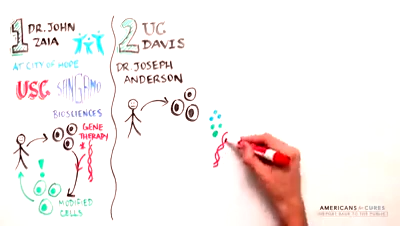 1 DR. JOHN
ZAIA
AT CITY OF HOPE
USC SANGAMO
BIOSCIENCES
GENE
THERAPY
MODIFIED
CELLS
2 UC
DAVIS
DR. JOSEPH
ANDERSON
AMERICANS for CURES